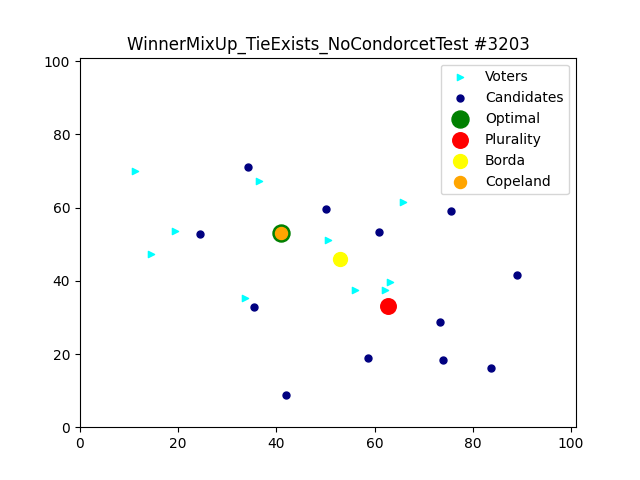 WinnerMixUp_TieExists_NoCondorcetTest #3203
100
80
60
40
20
0
0 20 40 60 80 100
Voters
Candidates
Optimal
Plurality
Borda
Copeland